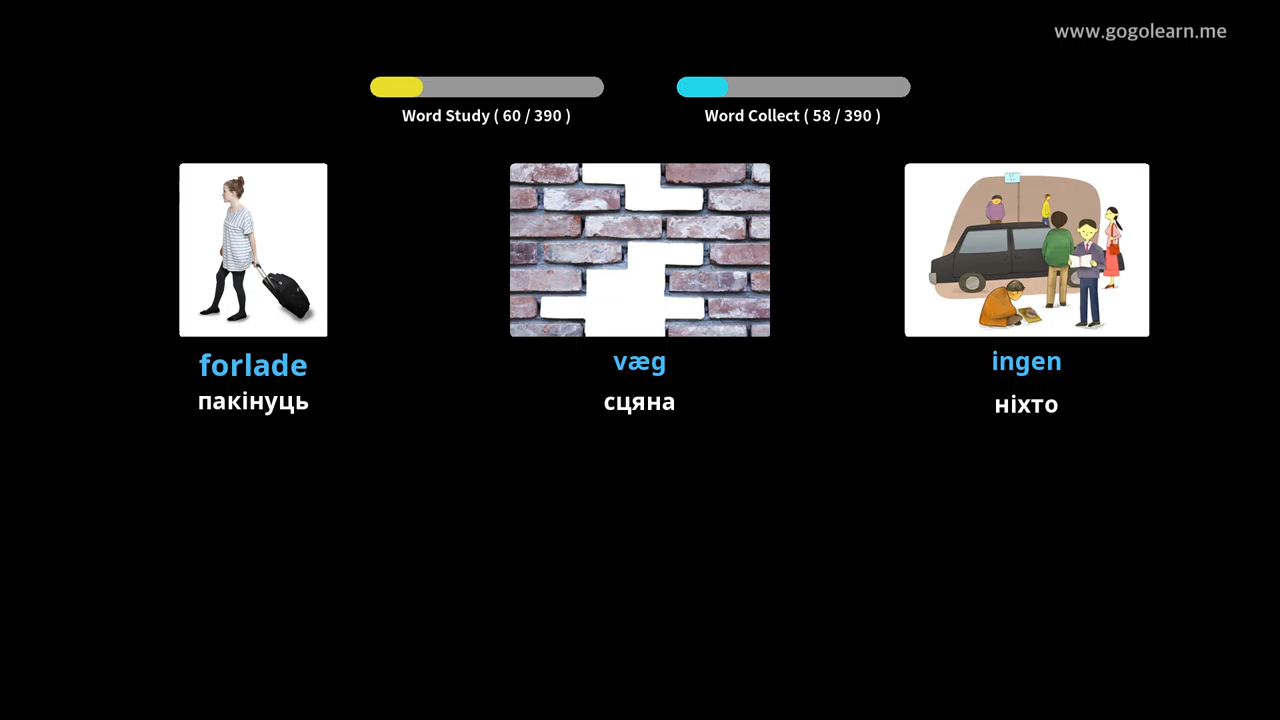 www.gogolearn.me
Word Study ( 60 / 390 )
Word Collect ( 58 / 390 )
forlade
пакінуць
væg
сцяна
ingen
ніхто